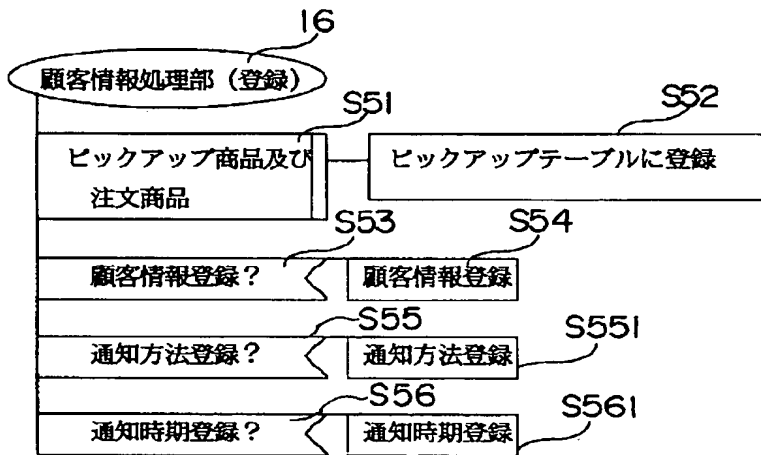 16
顧客情報処理部（登録）
S51
S52
ピックアップ商品及び
注文商品
ピックアップテーブルに登録
S53
S54
顧客情報登録？
顧客情報登録
S55
S551
通知方法登録？
通知方法登録
S56
S561
通知時期登録？
通知時期登録